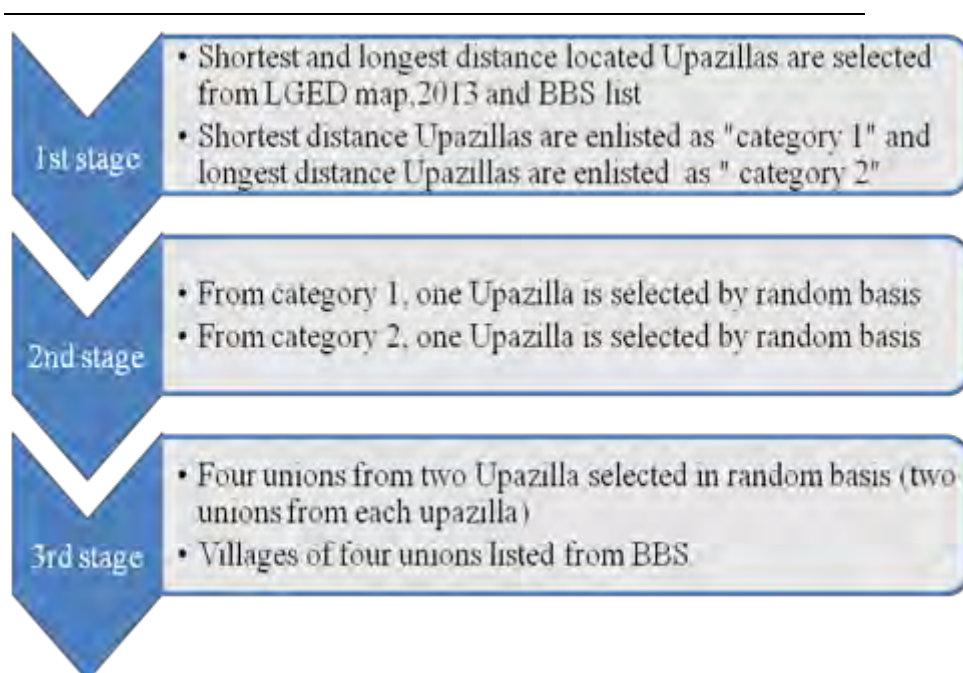 • Shortest and longest distance located Upazillas are selected
from LGED map,2013 and BBS list
1st stage
• Shortest distance Upazillas are enlisted as "category 1" and
longest distance Upazillas are enlisted as " category 2"
• From category 1, one Upazilla is selected by random basis
2nd stage
• From category 2, one Upazilla is selected by random basis
• Four unions from two Upazilla selected in random basis (two
unions from each upazilla)
3rd stage
• Villages of four unions listed from BBS